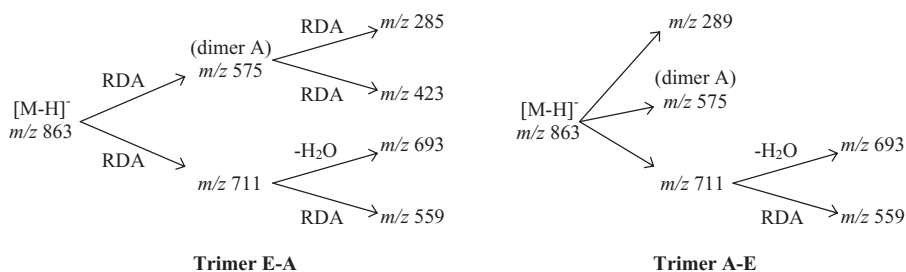 RDA
m/z 285
(dimer A)
m/z 575
RDA
RDA
m/z 423
[M-H]⁻
m/z 863
RDA
-H₂O
m/z 693
m/z 711
RDA
m/z 559
Trimer E-A
m/z 289
(dimer A)
m/z 575
[M-H]⁻
m/z 863
-H₂O
m/z 693
m/z 711
RDA
m/z 559
Trimer A-E